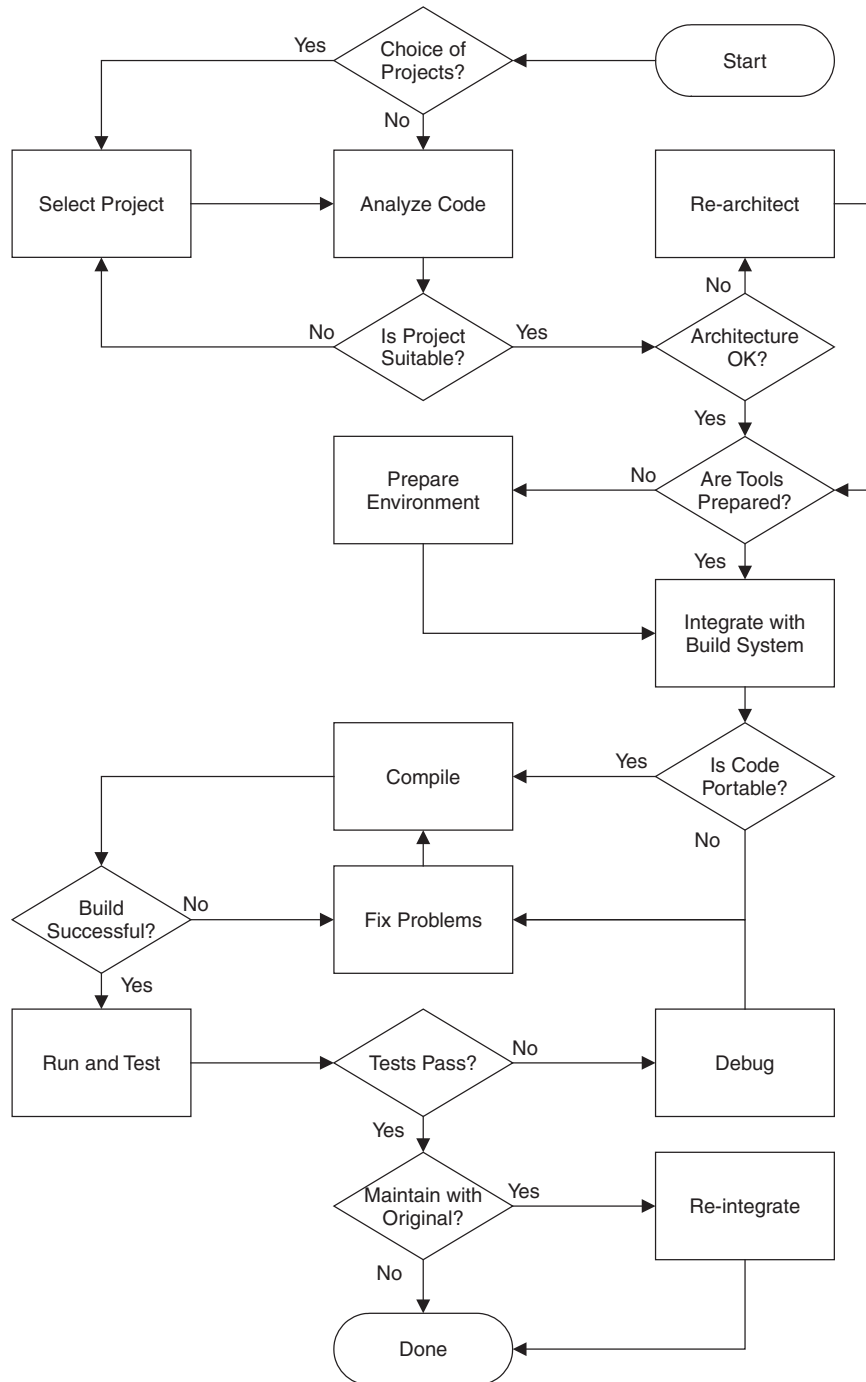 Yes
Choice of
Projects?
Start
No
Select Project
Analyze Code
Re-architect
No
No
Is Project
Suitable?
Yes
Architecture
OK?
Yes
Prepare
Environment
No
Are Tools
Prepared?
Yes
Integrate with
Build System
Compile
Yes
Is Code
Portable?
No
Build
Successful?
No
Fix Problems
Yes
Run and Test
Tests Pass?
No
Debug
Yes
Maintain with
Original?
Yes
Re-integrate
No
Done